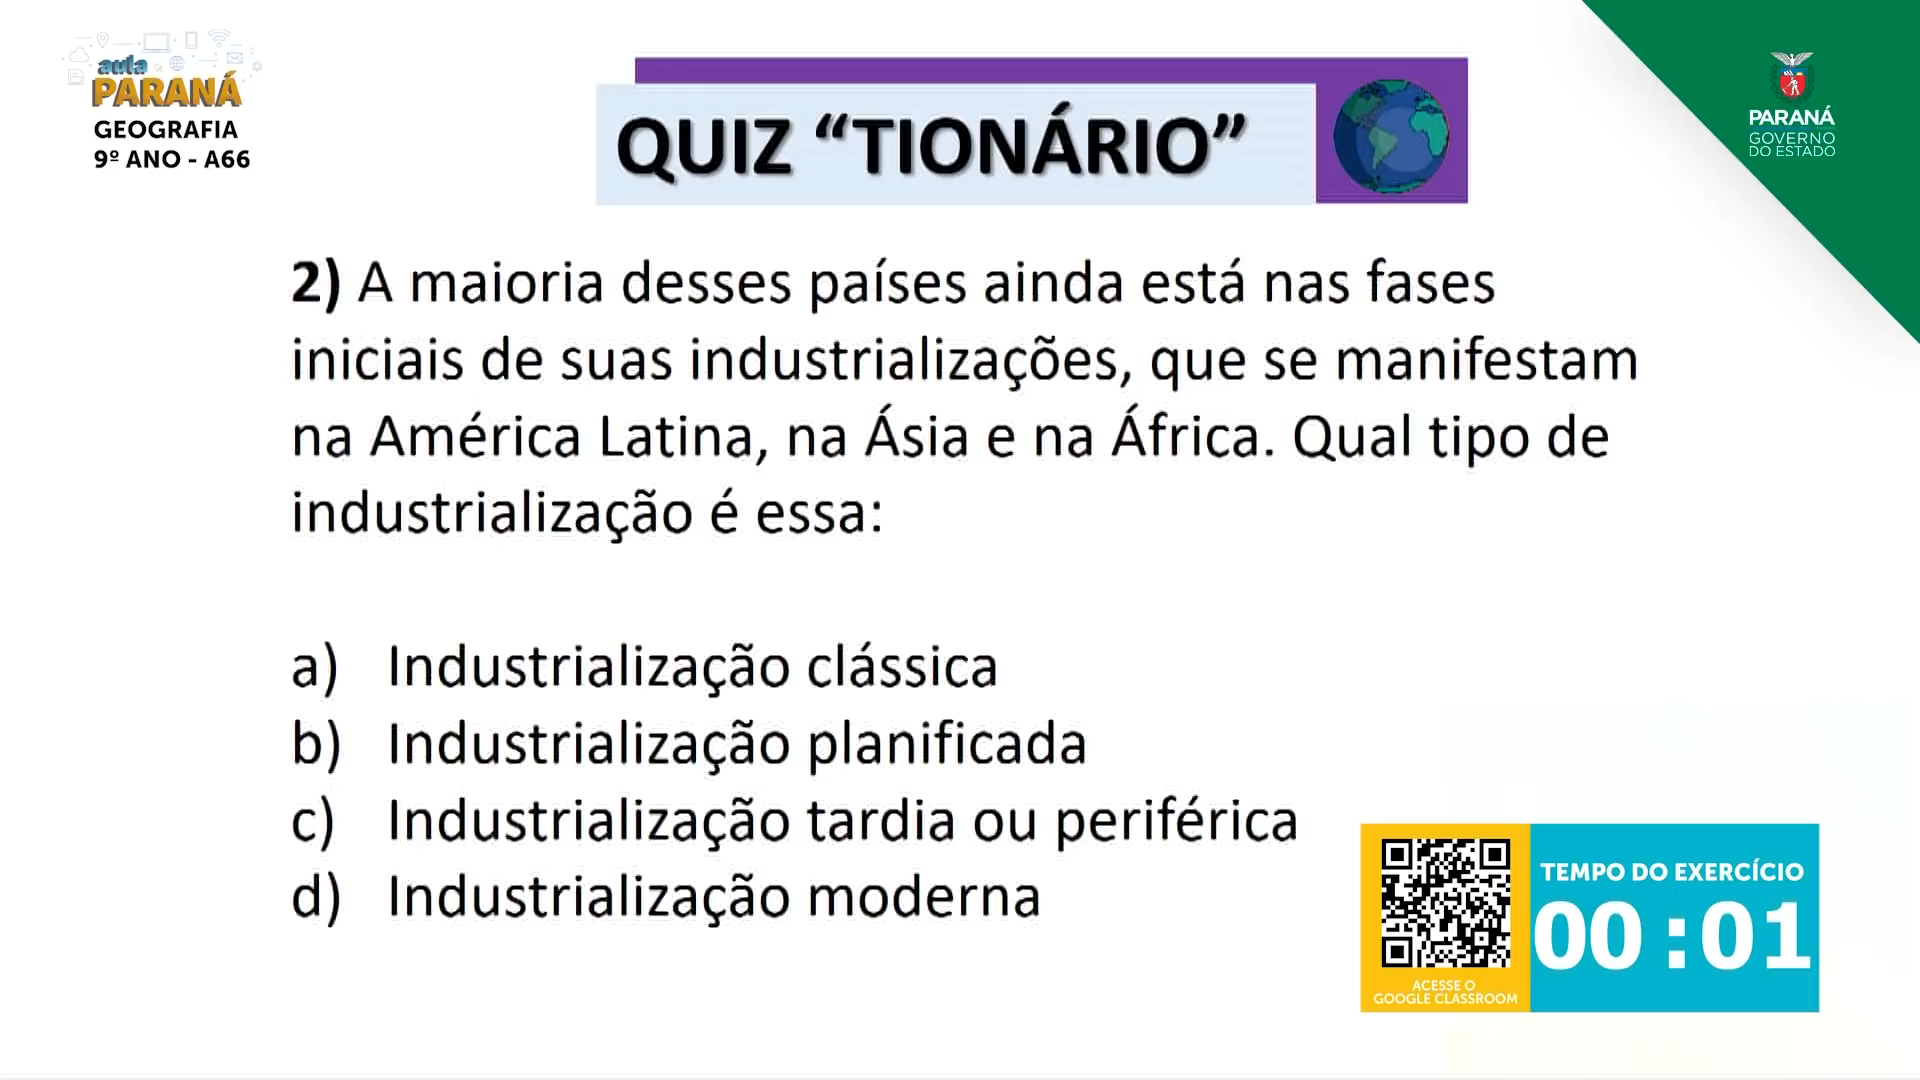 aula
PARANÁ
GEOGRAFIA
9º ANO - A66
QUIZ “TIONÁRIO”
PARANÁ
GOVERNO
DO ESTADO
2) A maioria desses países ainda está nas fases
iniciais de suas industrializações, que se manifestam
na América Latina, na Ásia e na África. Qual tipo de
industrialização é essa:
a) Industrialização clássica
b) Industrialização planificada
c) Industrialização tardia ou periférica
d) Industrialização moderna
ACESSE O
GOOGLE CLASSROOM
TEMPO DO EXERCÍCIO
00 :01